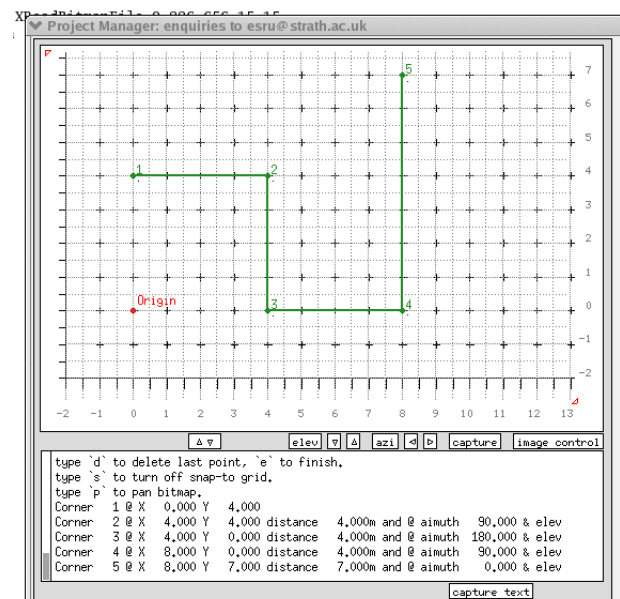 Project Manager: enquiries to esru@strath.ac.uk
5
7
6
5
1
2
4
3
2
1
Origin
3
4
0
-1
-2
-2 -1 0 1 2 3 4 5 6 7 8 9 10 11 12 13
elev azi capture image control
type `d` to delete last point, `e` to finish.
type `s` to turn off snap-to grid.
type `p` to pan bitmap.
Corner 1 @ X 0.000 Y 4.000
Corner 2 @ X 4.000 Y 4.000 distance 4.000m and @ aimuth 90.000 & elev
Corner 3 @ X 4.000 Y 0.000 distance 4.000m and @ aimuth 180.000 & elev
Corner 4 @ X 8.000 Y 0.000 distance 4.000m and @ aimuth 90.000 & elev
Corner 5 @ X 8.000 Y 7.000 distance 7.000m and @ aimuth 0.000 & elev
capture text